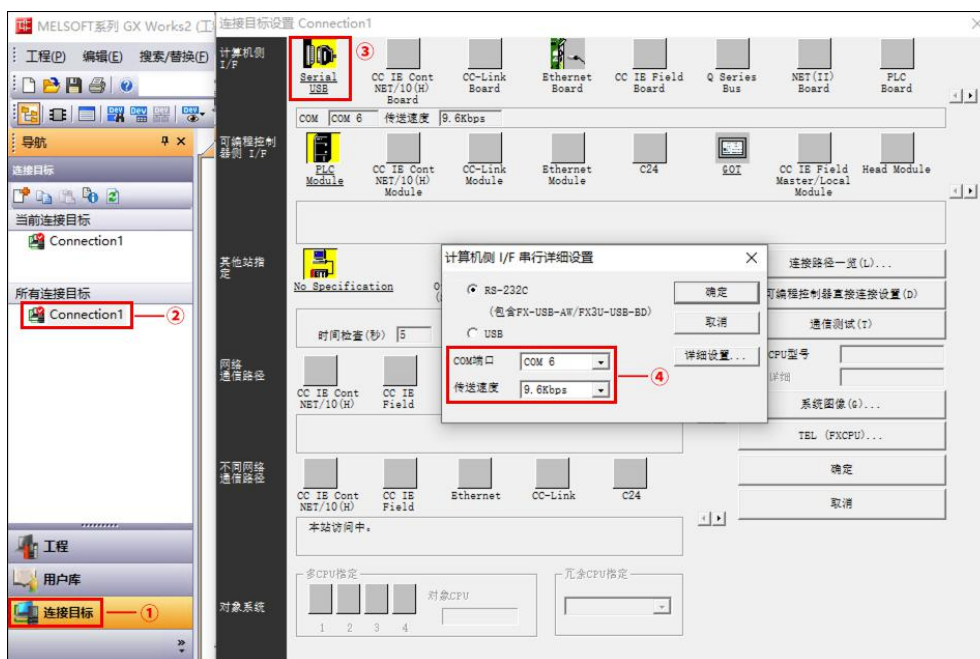 MELSOFT系列 GX Works2 (工
连接目标设置 Connection1
工程(P) 编辑(E) 搜索/替换(F)
导航
连接目标
当前连接目标
Connection1
所有连接目标
Connection1
②
工程
用户库
连接目标
①
计算机侧
I/F
Serial
USB
③
CC IE Cont
NET/10(H)
Board
CC-Link
Board
Ethernet
Board
CC IE Field
Board
Q Series
Bus
NET(II)
Board
PLC
Board
COM COM 6 传送速度 9.6Kbps
可编程控制
器侧 I/F
PLC
Module
CC IE Cont
NET/10(H)
Module
CC-Link
Module
Ethernet
Module
C24
GOT
CC IE Field
Master/Local
Module
Head Module
其他站指
定
No Specification
时间检查(秒) 5
计算机侧 I/F 串行详细设置
RS-232C
(包含FX-USB-AW/FX3U-USB-BD)
USB
COM端口 COM 6
传送速度 9.6Kbps
④
确定
取消
详细设置...
连接路径一览(L)...
可编程控制器直接连接设置(D)
通信测试(T)
CPU型号
详细
系统图像(G)...
TEL (FXCPU)...
确定
取消
网络
通信路径
CC IE Cont
NET/10(H)
CC IE
Field
不同网络
通信路径
CC IE Cont
NET/10(H)
CC IE
Field
Ethernet
CC-Link
C24
本站访问中。
对象系统
多CPU指定
1 2 3 4
对象CPU
冗余CPU指定